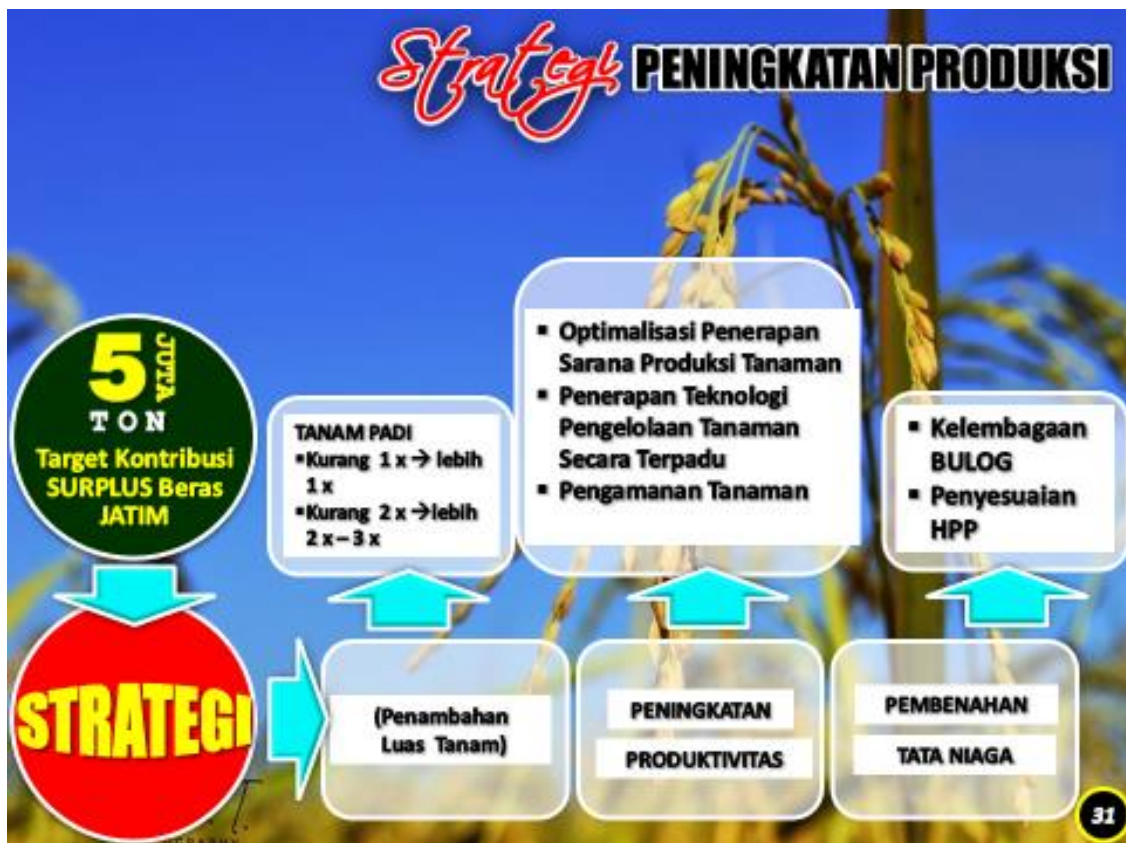 Strategi PENINGKATAN PRODUKSI
5 JUTA
TON
Target Kontribusi
SURPLUS Beras
JATIM
STRATEGI
TANAM PADI
▪Kurang 1 x → lebih
1 x
▪Kurang 2 x →lebih
2 x – 3 x
(Penambahan
Luas Tanam)
▪ Optimalisasi Penerapan
Sarana Produksi Tanaman
▪ Penerapan Teknologi
Pengelolaan Tanaman
Secara Terpadu
▪ Pengamanan Tanaman
PENINGKATAN
PRODUKTIVITAS
▪ Kelembagaan
BULOG
▪ Penyesuaian
HPP
PEMBENAHAN
TATA NIAGA
31